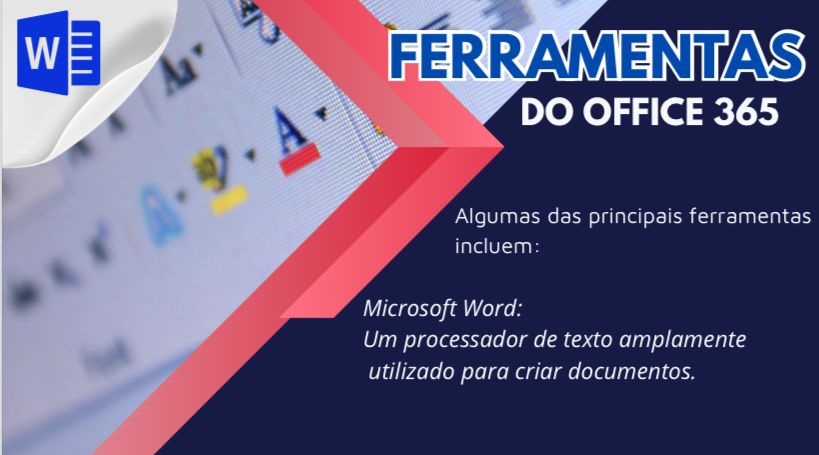 W
FERRAMENTAS
DO OFFICE 365
Algumas das principais ferramentas
incluem:
Microsoft Word:
Um processador de texto amplamente
utilizado para criar documentos.